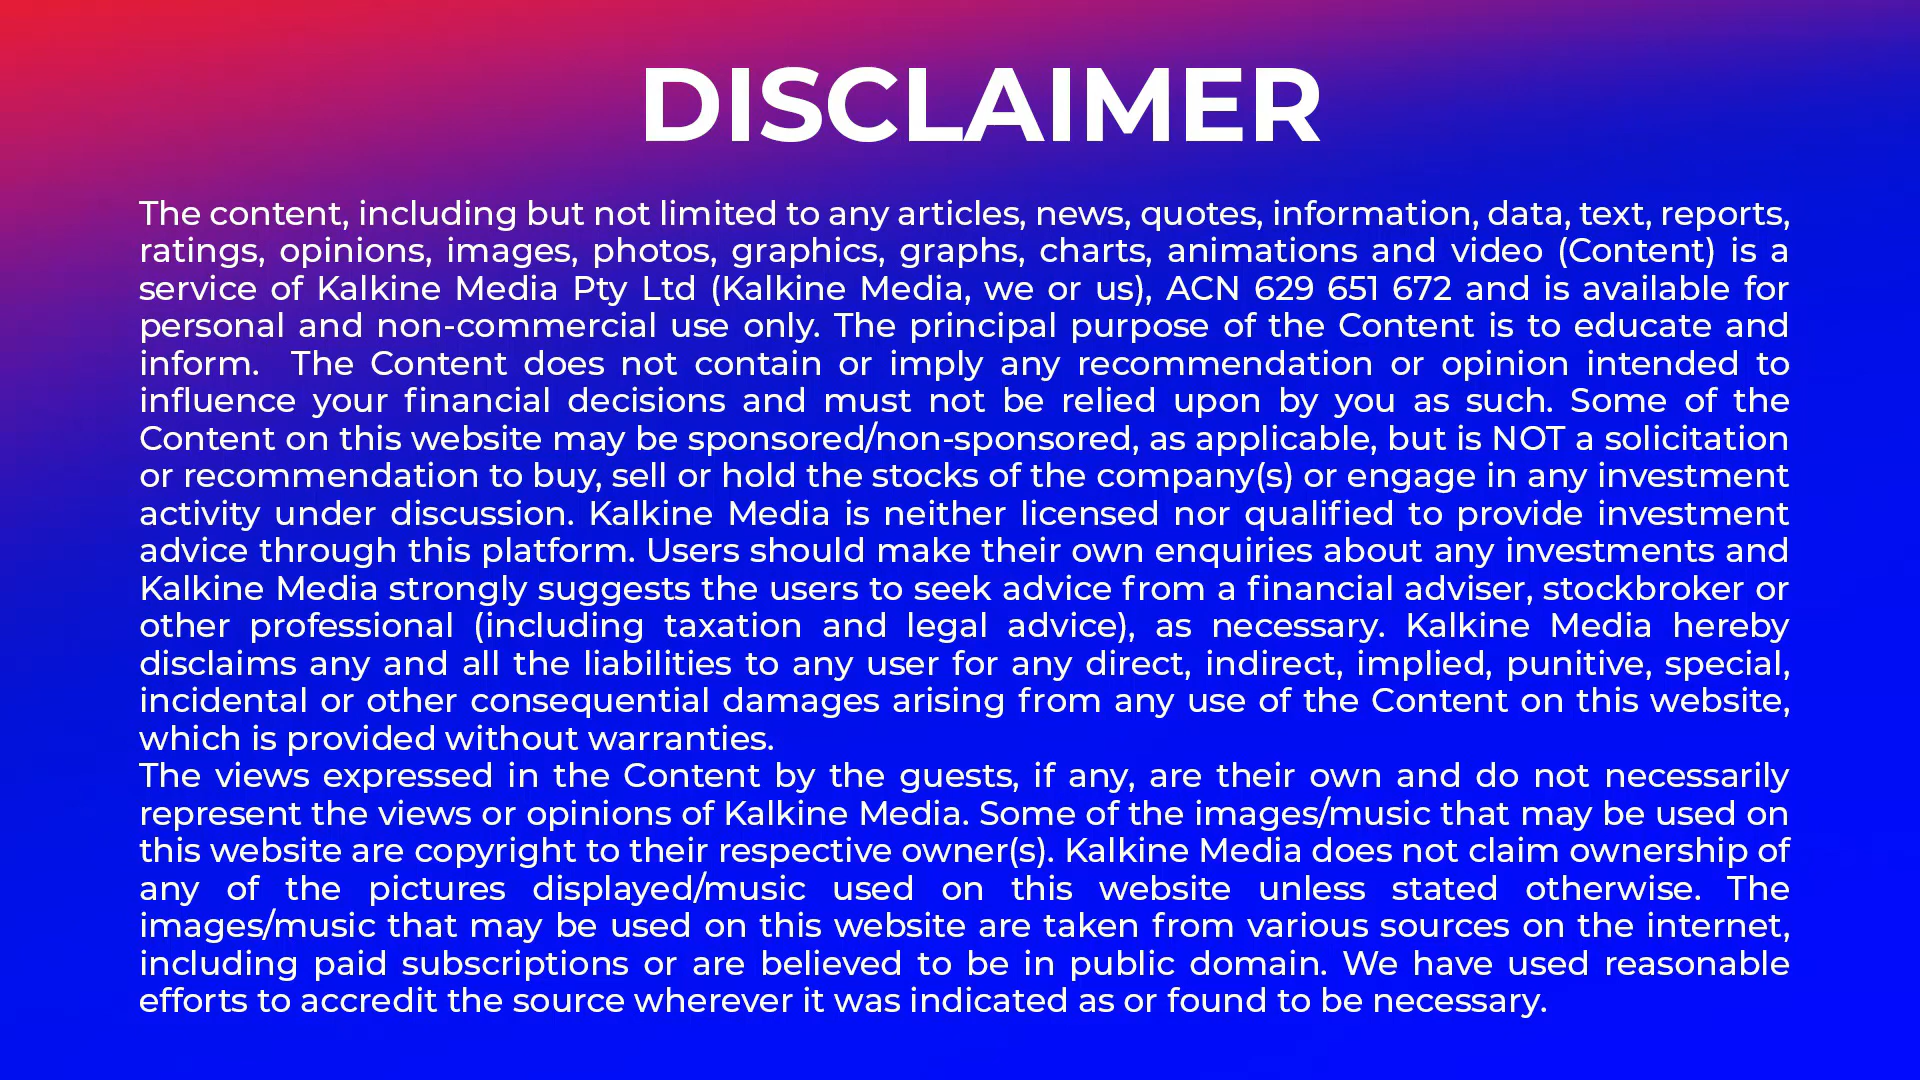 DISCLAIMER
The content, including but not limited to any articles, news, quotes, information, data, text, reports,
ratings, opinions, images, photos, graphics, graphs, charts, animations and video (Content) is a
service of Kalkine Media Pty Ltd (Kalkine Media, we or us), ACN 629 651 672 and is available for
personal and non-commercial use only. The principal purpose of the Content is to educate and
inform.  The Content does not contain or imply any recommendation or opinion intended to
influence your financial decisions and must not be relied upon by you as such. Some of the
Content on this website may be sponsored/non-sponsored, as applicable, but is NOT a solicitation
or recommendation to buy, sell or hold the stocks of the company(s) or engage in any investment
activity under discussion. Kalkine Media is neither licensed nor qualified to provide investment
advice through this platform. Users should make their own enquiries about any investments and
Kalkine Media strongly suggests the users to seek advice from a financial adviser, stockbroker or
other professional (including taxation and legal advice), as necessary. Kalkine Media hereby
disclaims any and all the liabilities to any user for any direct, indirect, implied, punitive, special,
incidental or other consequential damages arising from any use of the Content on this website,
which is provided without warranties.
The views expressed in the Content by the guests, if any, are their own and do not necessarily
represent the views or opinions of Kalkine Media. Some of the images/music that may be used on
this website are copyright to their respective owner(s). Kalkine Media does not claim ownership of
any of the pictures displayed/music used on this website unless stated otherwise. The
images/music that may be used on this website are taken from various sources on the internet,
including paid subscriptions or are believed to be in public domain. We have used reasonable
efforts to accredit the source wherever it was indicated as or found to be necessary.